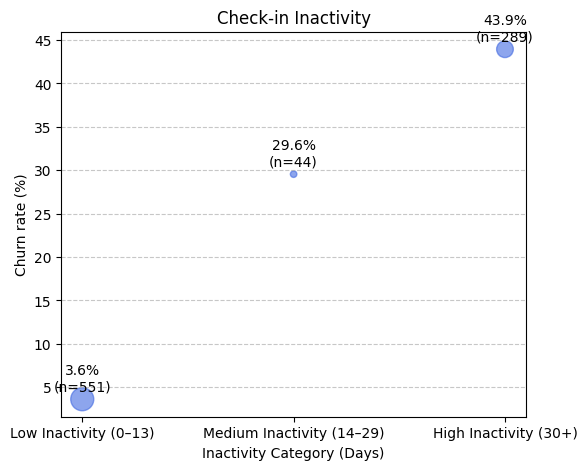 Check-in Inactivity
43.9%
(n=289)
29.6%
(n=44)
3.6%
(n=551)
45
40
35
30
25
20
15
10
5
Churn rate (%)
Low Inactivity (0–13)
Medium Inactivity (14–29)
High Inactivity (30+)
Inactivity Category (Days)